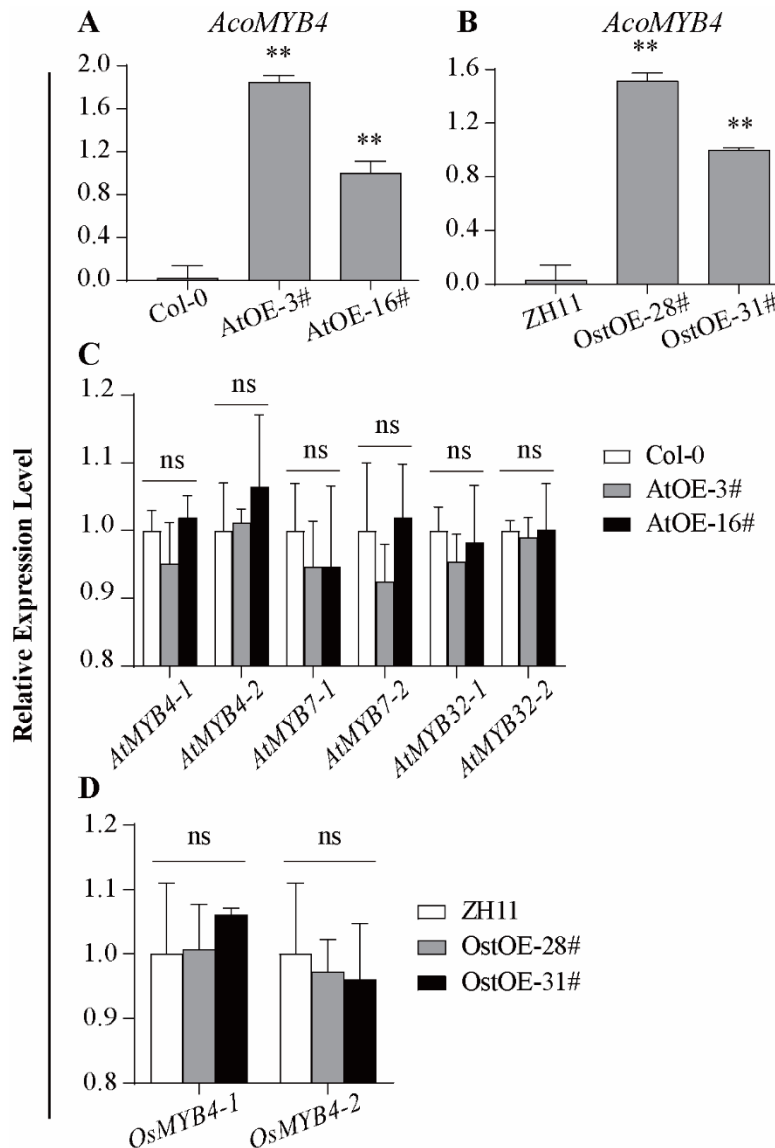 A
AcoMYB4
**
**
2.0
1.6
1.2
0.8
0.4
0.0
Col-0
AtOE-3#
AtOE-16#
B
AcoMYB4
**
**
1.6
1.2
0.8
0.4
0.0
ZH11
OstOE-28#
OstOE-31#
Relative Expression Level
C
1.2
1.1
1.0
0.9
0.8
ns
ns
ns
ns
ns
ns
AtMYB4-1
AtMYB4-2
AtMYB7-1
AtMYB7-2
AtMYB32-1
AtMYB32-2
Col-0
AtOE-3#
AtOE-16#
D
1.2
1.1
1.0
0.9
0.8
ns
ns
OsMYB4-1
OsMYB4-2
ZH11
OstOE-28#
OstOE-31#